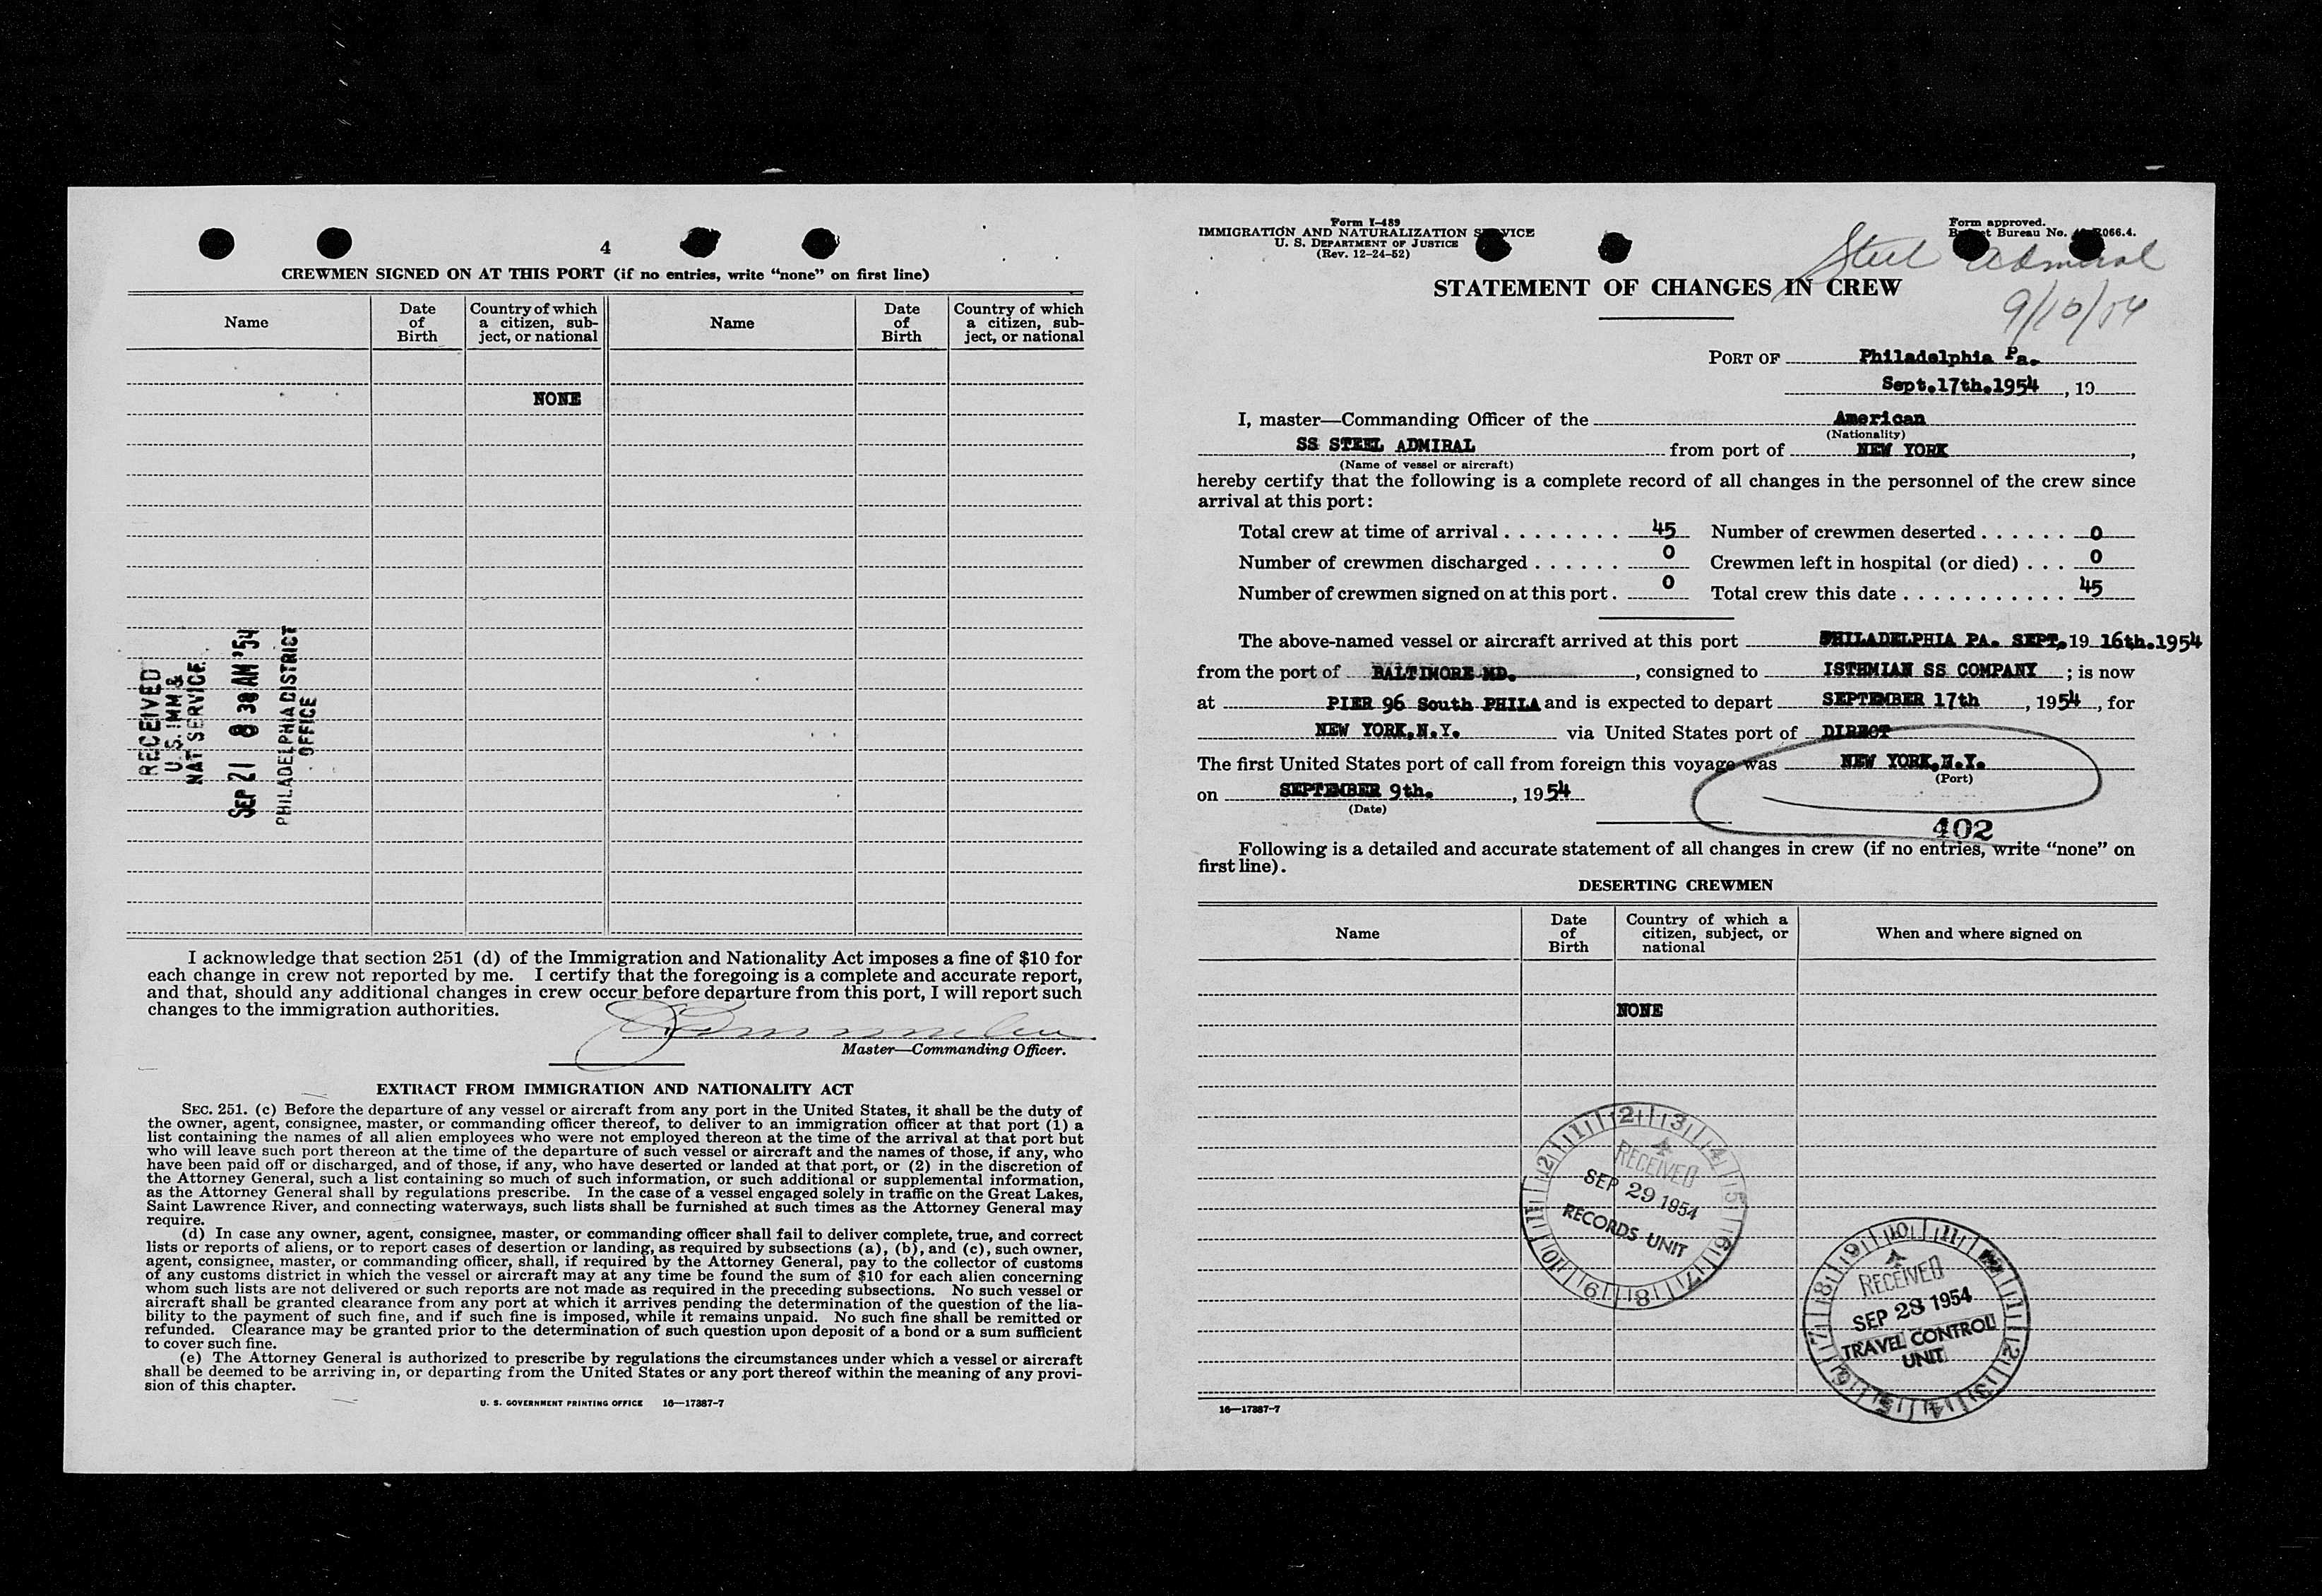 4
CREWMEN SIGNED ON AT THIS PORT (if no entries, write "none" on first line)
Name
Date of Birth
Country of which a citizen, sub-ject, or national
Name
Date of Birth
Country of which a citizen, sub-ject, or national
NONE
RECEIVED
U.S. IMM &
NAT SERVICE
SEP 21 8 30 AM '54
PHILADELPHIA DISTRICT
OFFICE
I acknowledge that section 251 (d) of the Immigration and Nationality Act imposes a fine of $10 for
each change in crew not reported by me. I certify that the foregoing is a complete and accurate report,
and that, should any additional changes in crew occur before departure from this port, I will report such
changes to the immigration authorities.
Master—Commanding Officer.
EXTRACT FROM IMMIGRATION AND NATIONALITY ACT
SEC. 251. (c) Before the departure of any vessel or aircraft from any port in the United States, it shall be the duty of
the owner, agent, consignee, master, or commanding officer thereof, to deliver to an immigration officer at that port (1) a
list containing the names of all alien employees who were not employed thereon at the time of the arrival at that port but
who will leave such port thereon at the time of the departure of such vessel or aircraft and the names of those, if any, who
have been paid off or discharged, and of those, if any, who have deserted or landed at that port, or (2) in the discretion of
the Attorney General, such a list containing so much of such information, or such additional or supplemental information,
as the Attorney General shall by regulations prescribe. In the case of a vessel engaged solely in traffic on the Great Lakes,
Saint Lawrence River, and connecting waterways, such lists shall be furnished at such times as the Attorney General may
require.
(d) In case any owner, agent, consignee, master, or commanding officer shall fail to deliver complete, true, and correct
lists or reports of aliens, or to report cases of desertion or landing, as required by subsections (a), (b), and (c), such owner,
agent, consignee, master, or commanding officer, shall, if required by the Attorney General, pay to the collector of customs
of any customs district in which the vessel or aircraft may at any time be found the sum of $10 for each alien concerning
whom such lists are not delivered or such reports are not made as required in the preceding subsections. No such vessel or
aircraft shall be granted clearance from any port at which it arrives pending the determination of the question of the lia-
bility to the payment of such fine, and if such fine is imposed, while it remains unpaid. No such fine shall be remitted or
refunded. Clearance may be granted prior to the determination of such question upon deposit of a bond or a sum sufficient
to cover such fine.
(e) The Attorney General is authorized to prescribe by regulations the circumstances under which a vessel or aircraft
shall be deemed to be arriving in, or departing from the United States or any port thereof within the meaning of any provi-
sion of this chapter.
U. S. GOVERNMENT PRINTING OFFICE 16—17387-7
Form I-489
IMMIGRATION AND NATURALIZATION
U. S. DEPARTMENT OF JUSTICE
(Rev. 12-24-52)
Form approved.
Bureau No.
Steel Admiral
9/10/54
STATEMENT OF CHANGES IN CREW
PORT OF Philadelphia Pa.
Sept.17th.1954, 19
I, master—Commanding Officer of the American
(Nationality)
SS STEEL ADMIRAL from port of NEW YORK,
(Name of vessel or aircraft)
hereby certify that the following is a complete record of all changes in the personnel of the crew since
arrival at this port:
Total crew at time of arrival 45 Number of crewmen deserted 0
Number of crewmen discharged 0 Crewmen left in hospital (or died) 0
Number of crewmen signed on at this port 0 Total crew this date 45
The above-named vessel or aircraft arrived at this port PHILADELPHIA PA. SEPT, 19 16th.1954
from the port of BALTIMORE MD., consigned to ISTHMIAN SS COMPANY; is now
at PIER 96 South PHILA and is expected to depart SEPTEMBER 17th, 1954, for
NEW YORK,N.Y. via United States port of DIRECT
The first United States port of call from foreign this voyage was NEW YORK,N.Y.
(Port)
on SEPTEMBER 9th., 1954
(Date)
402
Following is a detailed and accurate statement of all changes in crew (if no entries, write "none" on
first line).
DESERTING CREWMEN
Name
Date of Birth
Country of which a citizen, subject, or national
When and where signed on
NONE
RECEIVED
SEP 29 1954
RECORDS UNIT
RECEIVED
SEP 28 1954
TRAVEL CONTROL
UNIT
16—17387-7